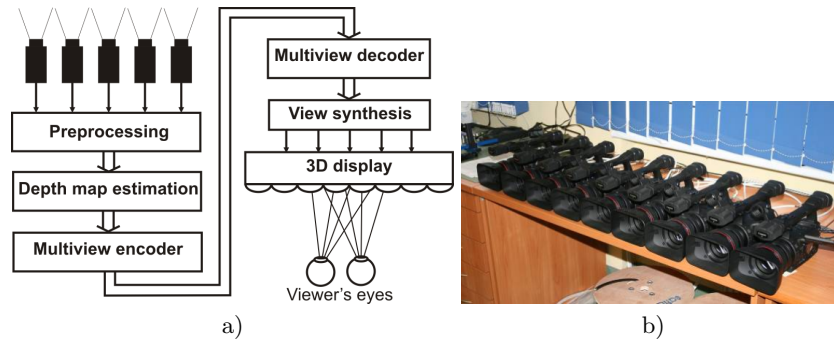 Preprocessing
Depth map estimation
Multiview encoder
Multiview decoder
View synthesis
3D display
Viewer's eyes
a)
b)